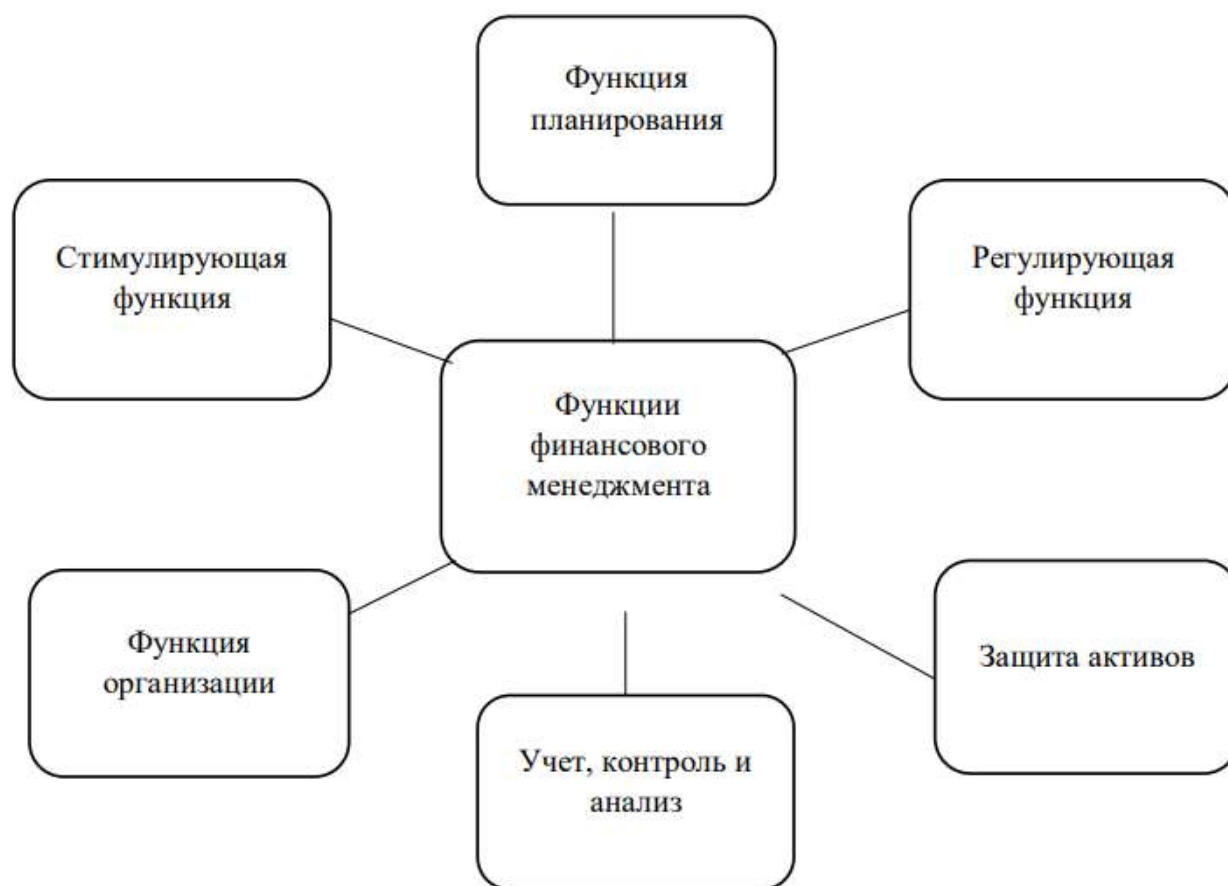 Функция
планирования
Стимулирующая
функция
Регулирующая
функция
Функции
финансового
менеджмента
Функция
организации
Защита активов
Учет, контроль и
анализ